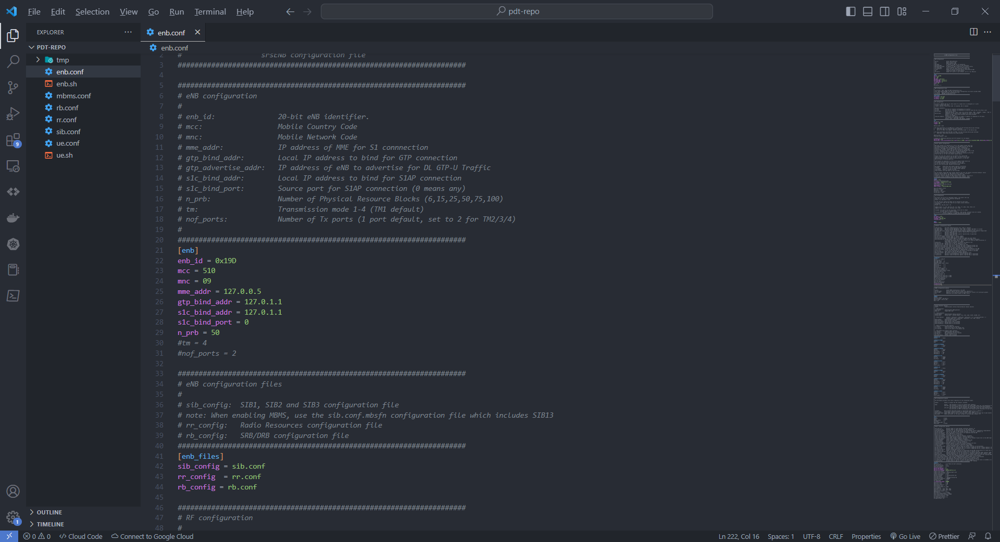 File Edit Selection View Go Run Terminal Help
pdt-repo
EXPLORER
enb.conf
PDT-REPO
enb.conf
tmp
enb.conf
enb.sh
mbms.conf
rb.conf
rr.conf
sib.conf
ue.conf
ue.sh
9
2 # srsENB configuration file
3 #####################################################################
4
5 #####################################################################
6 # eNB configuration
7 #
8 # enb_id: 20-bit eNB identifier.
9 # mcc: Mobile Country Code
10 # mnc: Mobile Network Code
11 # mme_addr: IP address of MME for S1 connnection
12 # gtp_bind_addr: Local IP address to bind for GTP connection
13 # gtp_advertise_addr: IP address of eNB to advertise for DL GTP-U Traffic
14 # s1c_bind_addr: Local IP address to bind for S1AP connection
15 # s1c_bind_port: Source port for S1AP connection (0 means any)
16 # n_prb: Number of Physical Resource Blocks (6,15,25,50,75,100)
17 # tm: Transmission mode 1-4 (TM1 default)
18 # nof_ports: Number of Tx ports (1 port default, set to 2 for TM2/3/4)
19 #
20 #####################################################################
21 [enb]
22 enb_id = 0x19D
23 mcc = 510
24 mnc = 09
25 mme_addr = 127.0.0.5
26 gtp_bind_addr = 127.0.1.1
27 s1c_bind_addr = 127.0.1.1
28 s1c_bind_port = 0
29 n_prb = 50
30 #tm = 4
31 #nof_ports = 2
32
33 #####################################################################
34 # eNB configuration files
35 #
36 # sib_config: SIB1, SIB2 and SIB3 configuration file
37 # note: When enabling MBMS, use the sib.conf.mbsfn configuration file which includes SIB13
38 # rr_config: Radio Resources configuration file
39 # rb_config: SRB/DRB configuration file
40 #####################################################################
41 [enb_files]
42 sib_config = sib.conf
43 rr_config  = rr.conf
44 rb_config = rb.conf
45
46 #####################################################################
47 # RF configuration
48 #
OUTLINE
TIMELINE
1
0 0 Cloud Code Connect to Google Cloud Ln 222, Col 16 Spaces: 1 UTF-8 CRLF Properties Go Live Prettier